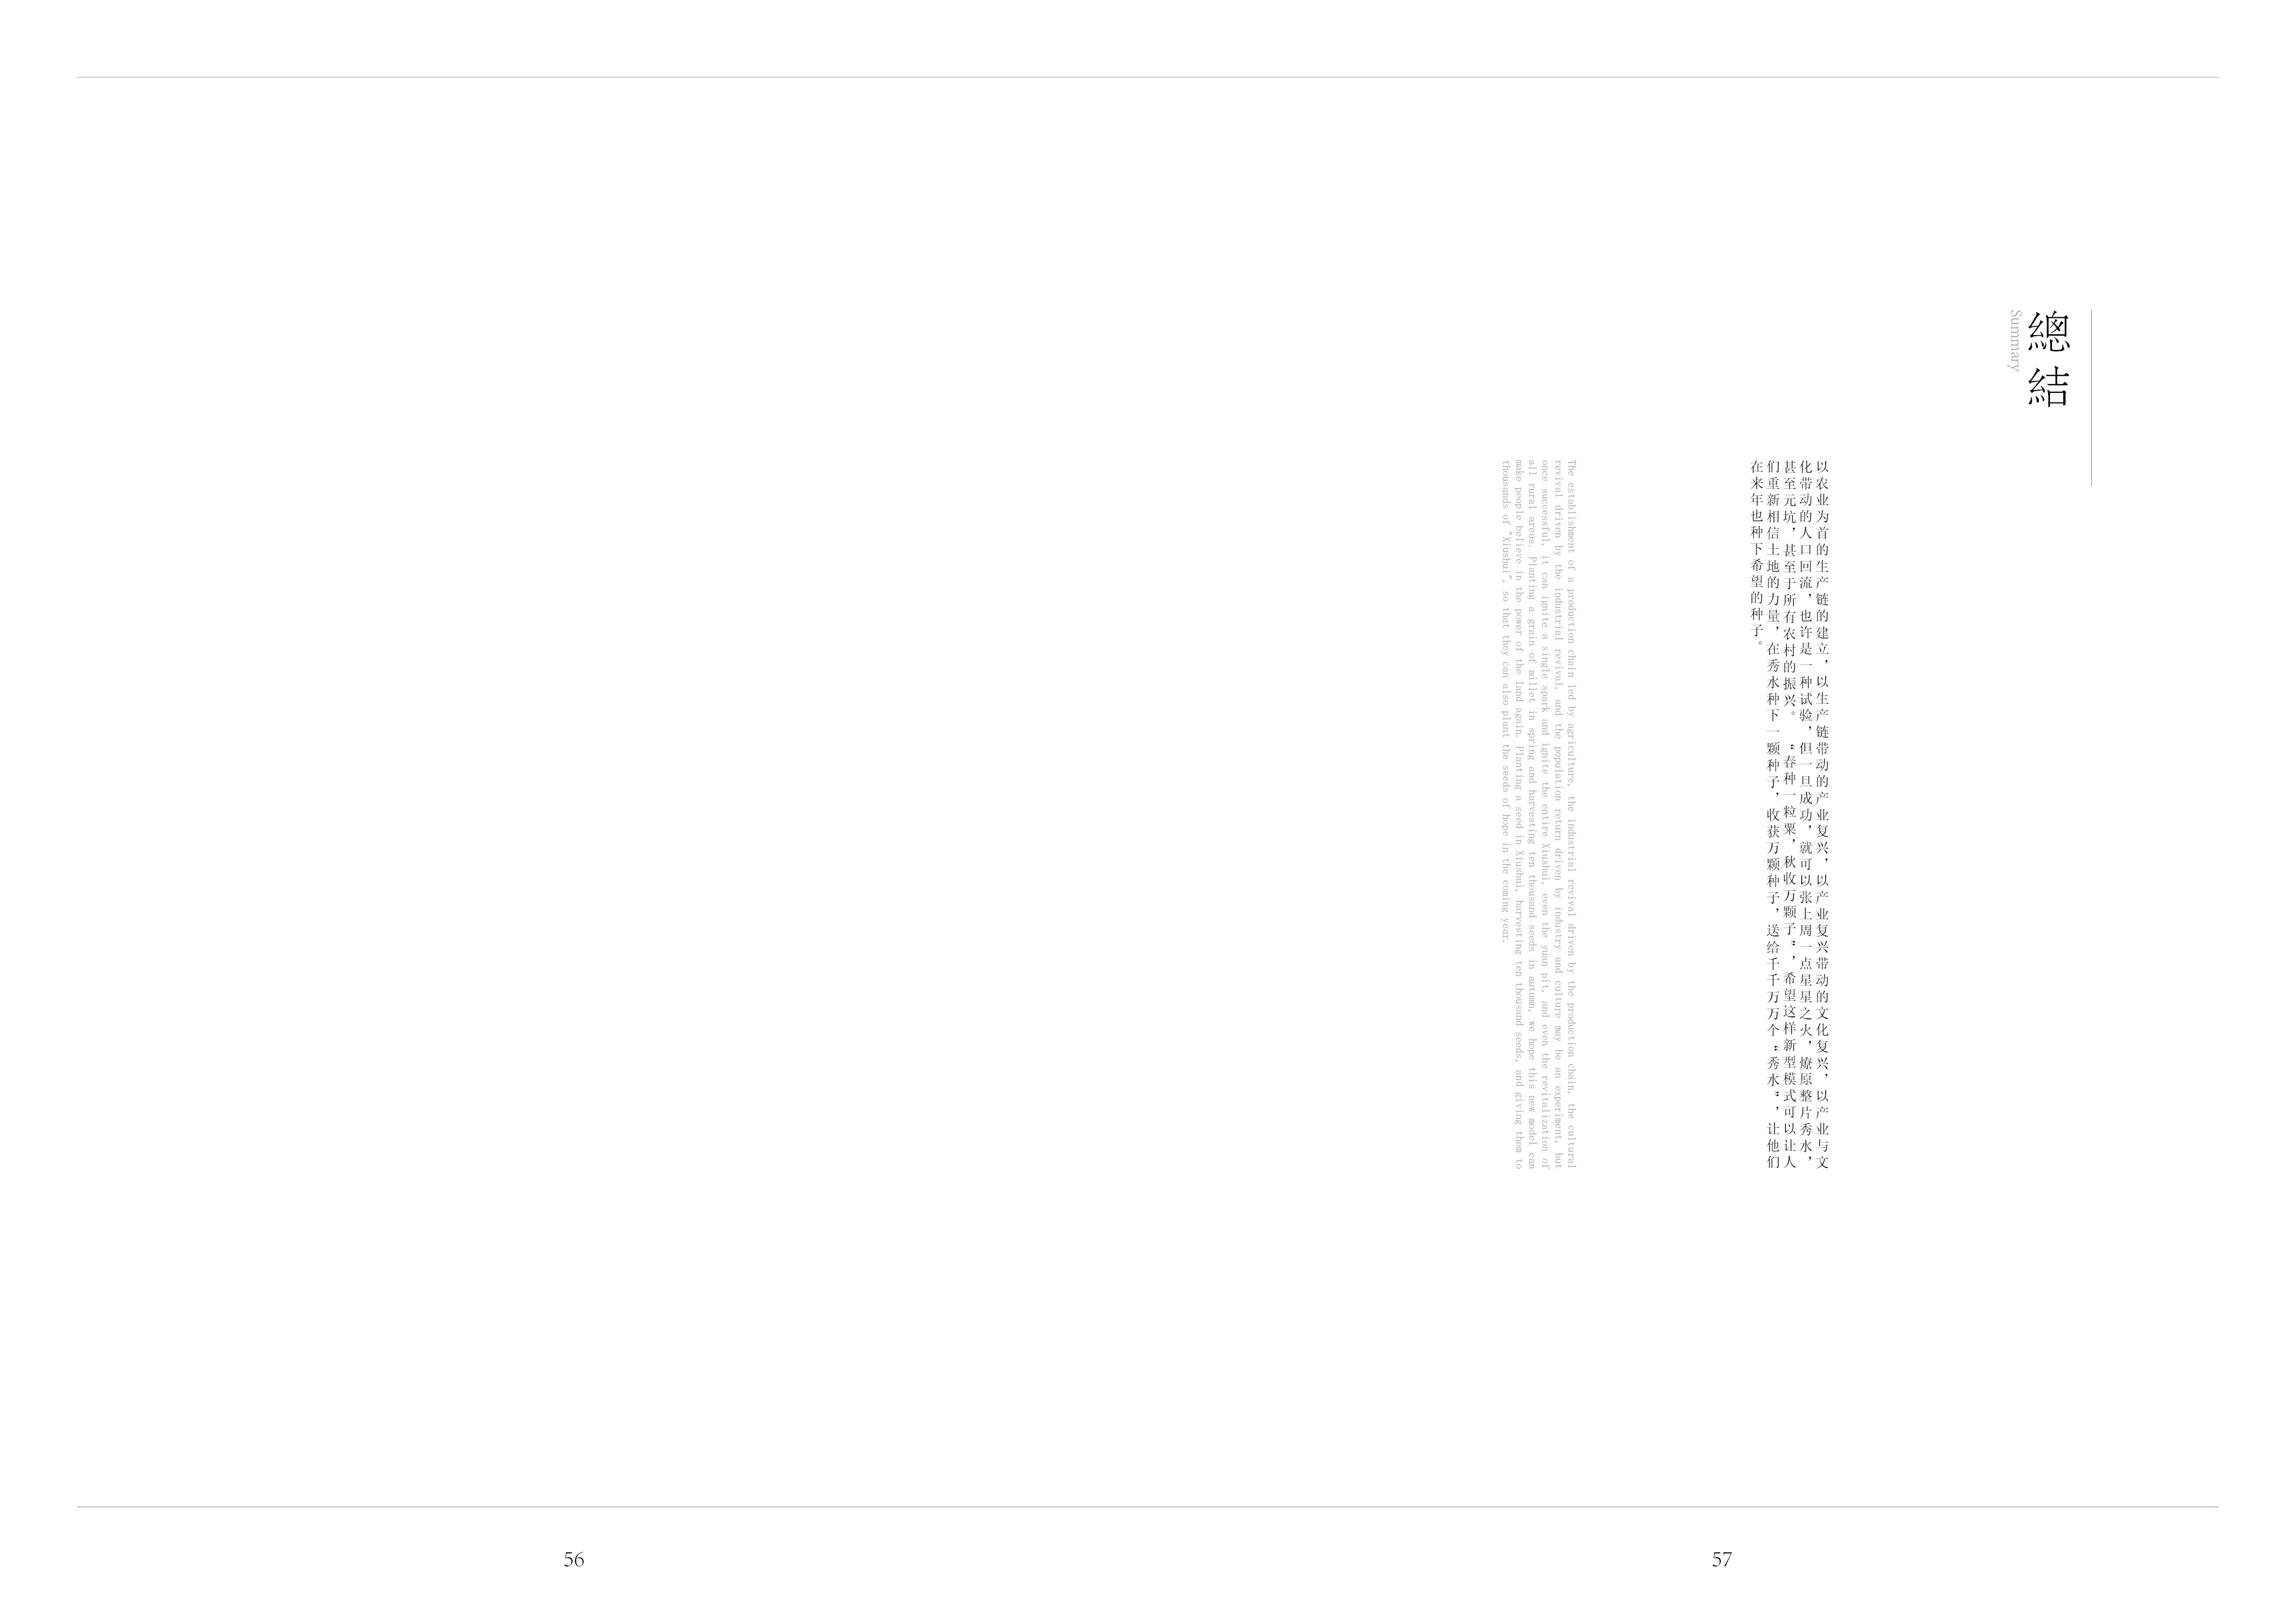 總結
Summary
以农业为首的生产链的建立，以生产链带动的产业复兴，以产业复兴带动的文化复兴，以产业与文
化带动的人口回流，也许是一种试验，但一旦成功，就可以张上周一点星星之火，燎原整片秀水，
甚至元坑，甚至于所有农村的振兴。“春种一粒粟，秋收万颗子”，希望这样新型模式可以让人
们重新相信土地的力量，在秀水种下一颗种子，收获万颗种子，送给千千万万个“秀水”，让他们
在来年也种下希望的种子。
The establishment of a production chain led by agriculture, the industrial revival driven by the production chain, the cultural
revival driven by the industrial revival, and the population return driven by industry and culture may be an experiment, but
once successful, it can ignite a single spark and ignite the entire Xiushui, even the yuan pit, and even the revitalization of
all rural areas. Planting a grain of millet in spring and harvesting ten thousand seeds in autumn, we hope this new model can
make people believe in the power of the land again. Planting a seed in Xiushui, harvesting ten thousand seeds, and giving them to
thousands of "Xiushui", so that they can also plant the seeds of hope in the coming year.
56
57